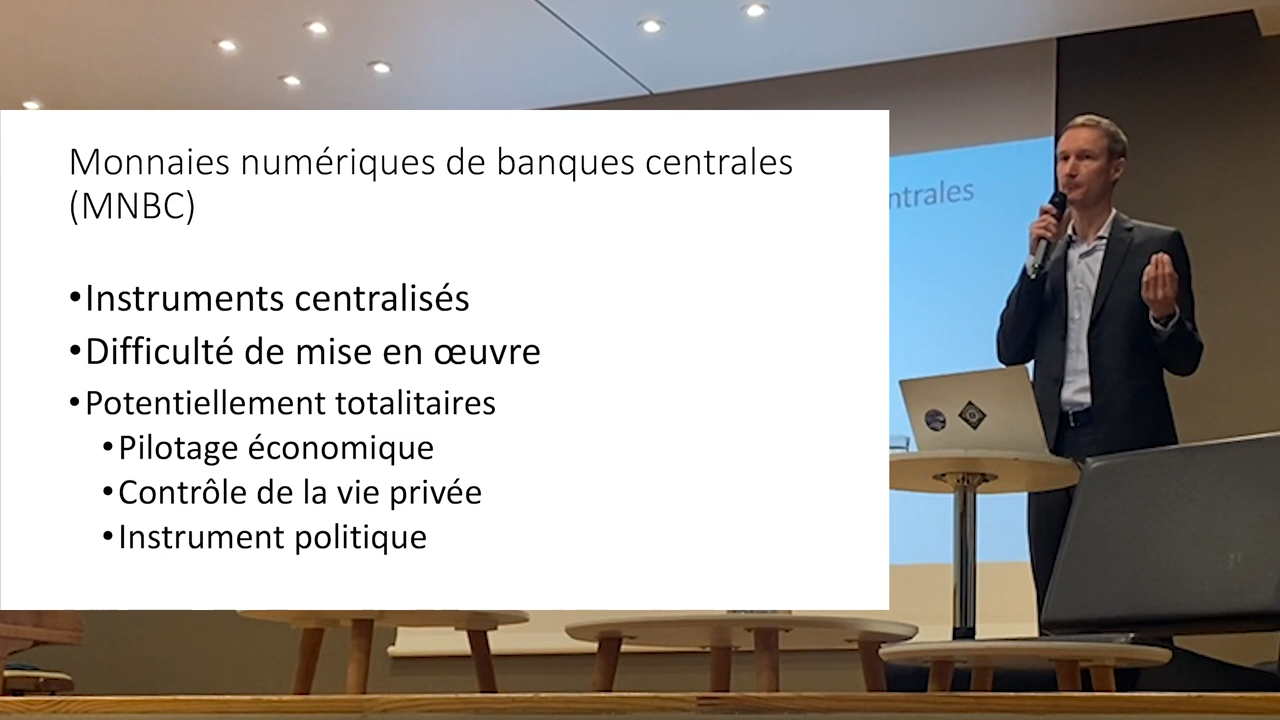 Monnaies numériques de banques centrales
(MNBC)
•Instruments centralisés
•Difficulté de mise en œuvre
•Potentiellement totalitaires
•Pilotage économique
•Contrôle de la vie privée
•Instrument politique
ntrales